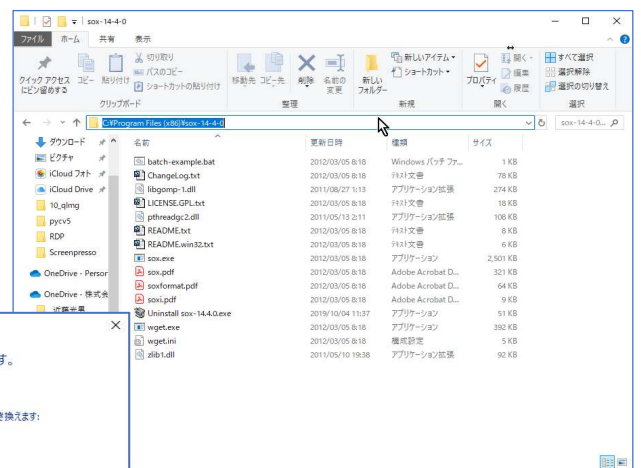 sox-14-4-0
ファイル ホーム 共有 表示
クイック アクセスにピン留めする
コピー
貼り付け
切り取り
パスのコピー
ショートカットの貼り付け
移動先 コピー先 削除 名前の変更
新しいフォルダー
新しいアイテム
ショートカット
プロパティ
開く
編集
履歴
すべて選択
選択解除
選択の切り替え
クリップボード 整理 新規 開く 選択
C:¥Program Files (x86)¥sox-14-4-0
sox-14-4-0...
名前 更新日時 種類 サイズ
batch-example.bat 2012/03/05 8:18 Windows バッチ ファ... 1 KB
ChangeLog.txt 2012/03/05 8:18 テキスト文書 78 KB
libgomp-1.dll 2011/08/27 1:13 アプリケーション拡張 274 KB
LICENSE.GPL.txt 2012/03/05 8:18 テキスト文書 18 KB
pthreadgc2.dll 2011/05/13 2:11 アプリケーション拡張 108 KB
README.txt 2012/03/05 8:18 テキスト文書 8 KB
README.win32.txt 2012/03/05 8:18 テキスト文書 6 KB
sox.exe 2012/03/05 8:18 アプリケーション 2,501 KB
sox.pdf 2012/03/05 8:18 Adobe Acrobat D... 321 KB
soxformat.pdf 2012/03/05 8:18 Adobe Acrobat D... 64 KB
soxi.pdf 2012/03/05 8:18 Adobe Acrobat D... 9 KB
Uninstall sox-14.4.0.exe 2019/10/04 11:37 アプリケーション 51 KB
wget.exe 2012/03/05 8:18 アプリケーション 392 KB
wget.ini 2012/03/05 8:18 構成設定 5 KB
zlib1.dll 2011/05/10 19:38 アプリケーション拡張 92 KB
ダウンロード
ピクチャ
iCloud フォト
iCloud Drive
10_qImg
pycv5
RDP
Screenpresso
OneDrive - Person
OneDrive - 株式会
す。
き換えます: